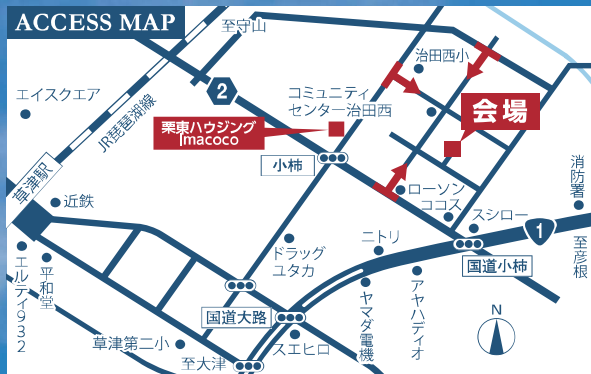 ACCESS MAP
至守山
治田西小
エイスクエア
2
コミュニティ
センター治田西
会場
JR琵琶湖線
栗東ハウジング
macoco
小柿
消防署
草津駅
近鉄
ローソン
ココス
スシロー
1
至彦根
ニトリ
ドラッグ
ユタカ
国道小柿
エルティ932
平和堂
国道大路
ヤマダ電機
アヤハディオ
N
草津第二小
スエヒロ
至大津